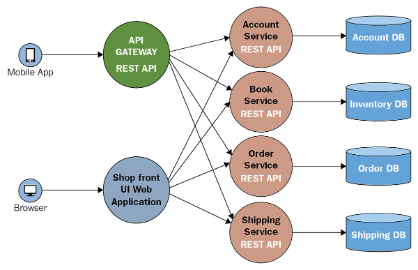 Mobile App
API
GATEWAY
REST API
Browser
Shop front
UI Web
Application
Account
Service
REST API
Book
Service
REST API
Order
Service
REST API
Shipping
Service
REST API
Account DB
Inventory DB
Order DB
Shipping DB